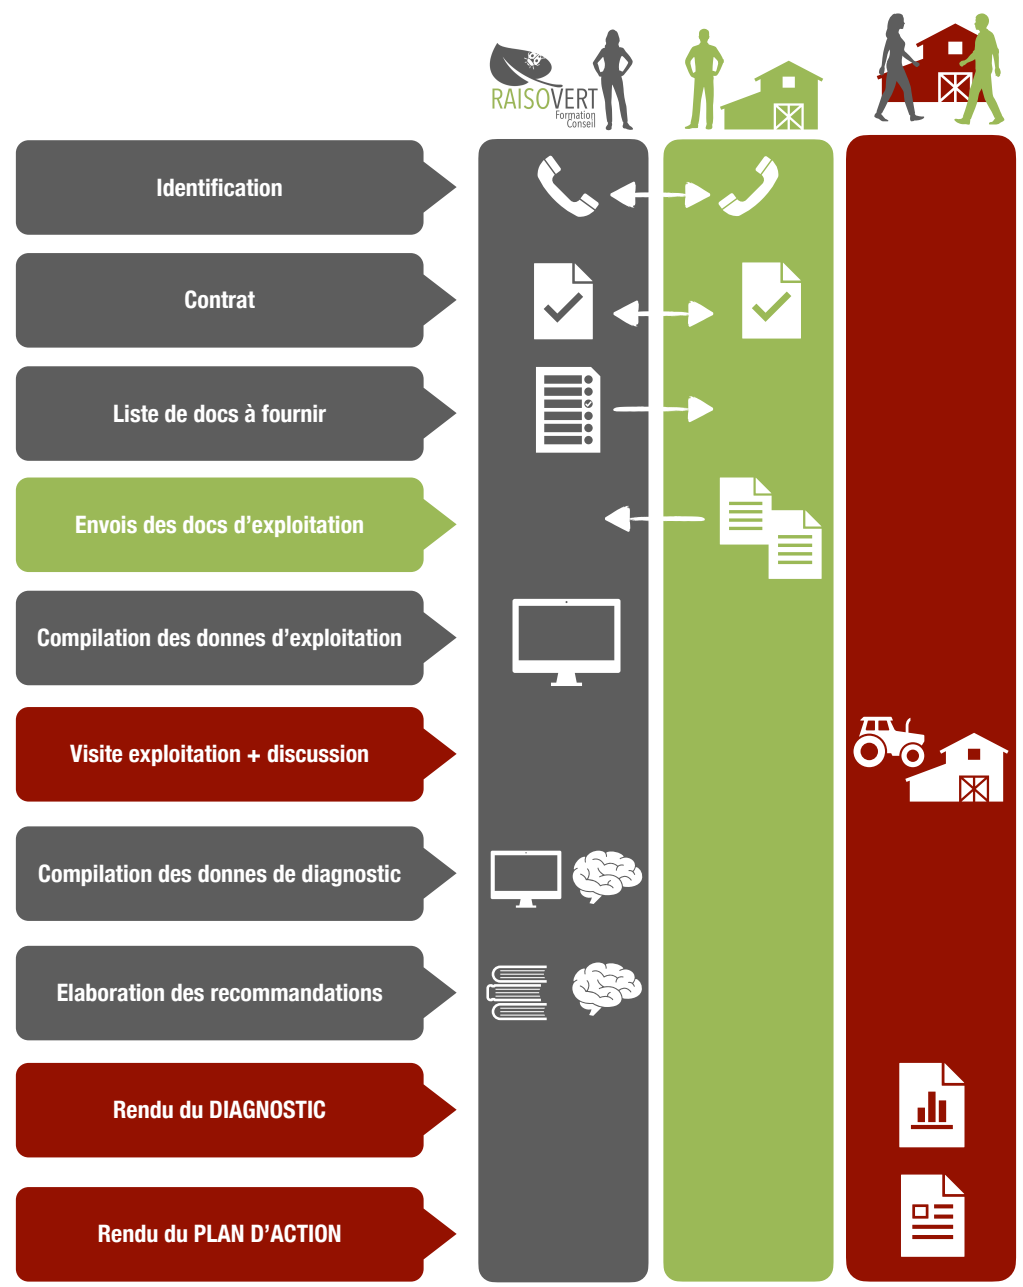 RAISOVERT
Formation
Conseil
Identification
Contrat
Liste de docs à fournir
Envois des docs d’exploitation
Compilation des donnes d’exploitation
Visite exploitation + discussion
Compilation des donnes de diagnostic
Elaboration des recommandations
Rendu du DIAGNOSTIC
Rendu du PLAN D’ACTION